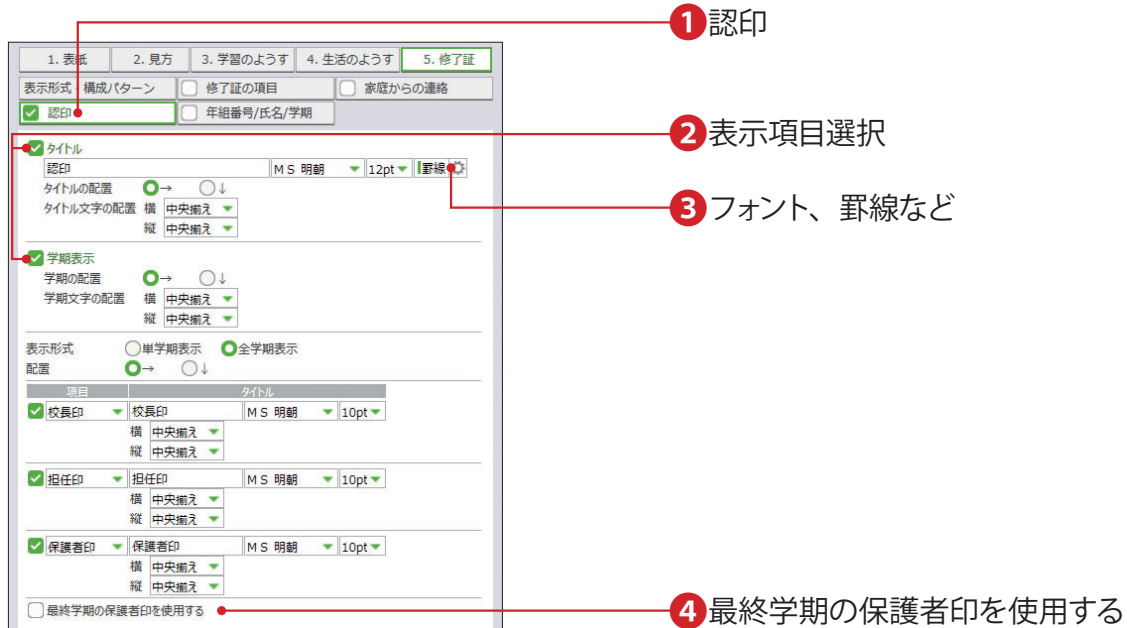 ❶認印
1. 表紙 2. 見方 3. 学習のようす 4. 生活のようす 5. 修了証
表示形式・構成パターン 修了証の項目 家庭からの連絡
認印 年組番号/氏名/学期
❷表示項目選択
タイトル
認印 ＭＳ 明朝 12pt 罫線
タイトルの配置 → ↓
タイトル文字の配置 横 中央揃え
縦 中央揃え
❸フォント、罫線など
学期表示
学期の配置 → ↓
学期文字の配置 横 中央揃え
縦 中央揃え
表示形式 単学期表示 全学期表示
配置 → ↓
項目 タイトル
校長印 校長印 ＭＳ 明朝 10pt
横 中央揃え
縦 中央揃え
担任印 担任印 ＭＳ 明朝 10pt
横 中央揃え
縦 中央揃え
保護者印 保護者印 ＭＳ 明朝 10pt
横 中央揃え
縦 中央揃え
最終学期の保護者印を使用する
❹最終学期の保護者印を使用する